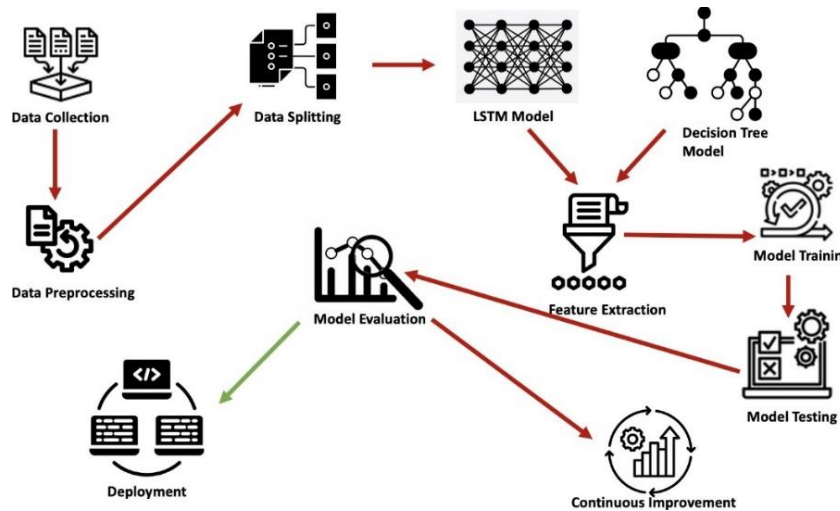 Data Collection
Data Splitting
LSTM Model
Decision Tree
Model
Data Preprocessing
Model Evaluation
Feature Extraction
Model Trainin
Model Testing
</>
Deployment
Continuous Improvement